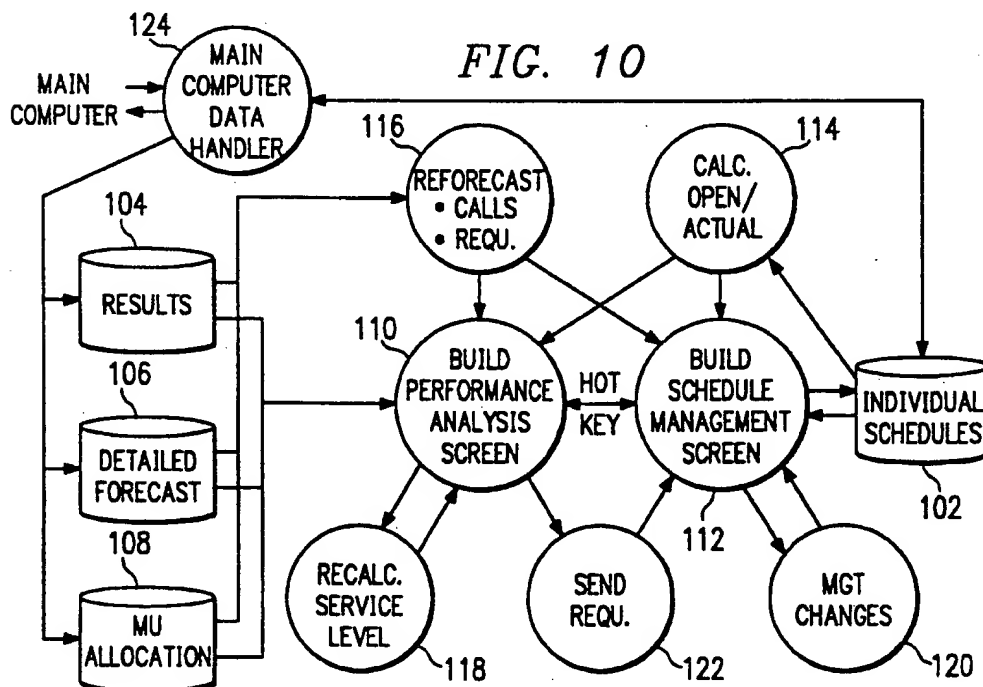 FIG. 10
124
MAIN
COMPUTER
DATA
HANDLER
MAIN
COMPUTER
116
REFORECAST
• CALLS
• REQU.
114
CALC.
OPEN/
ACTUAL
104
RESULTS
106
DETAILED
FORECAST
108
MU
ALLOCATION
110
BUILD
PERFORMANCE
ANALYSIS
SCREEN
HOT
KEY
BUILD
SCHEDULE
MANAGEMENT
SCREEN
112
INDIVIDUAL
SCHEDULES
102
RECALC.
SERVICE
LEVEL
118
SEND
REQU.
122
MGT
CHANGES
120